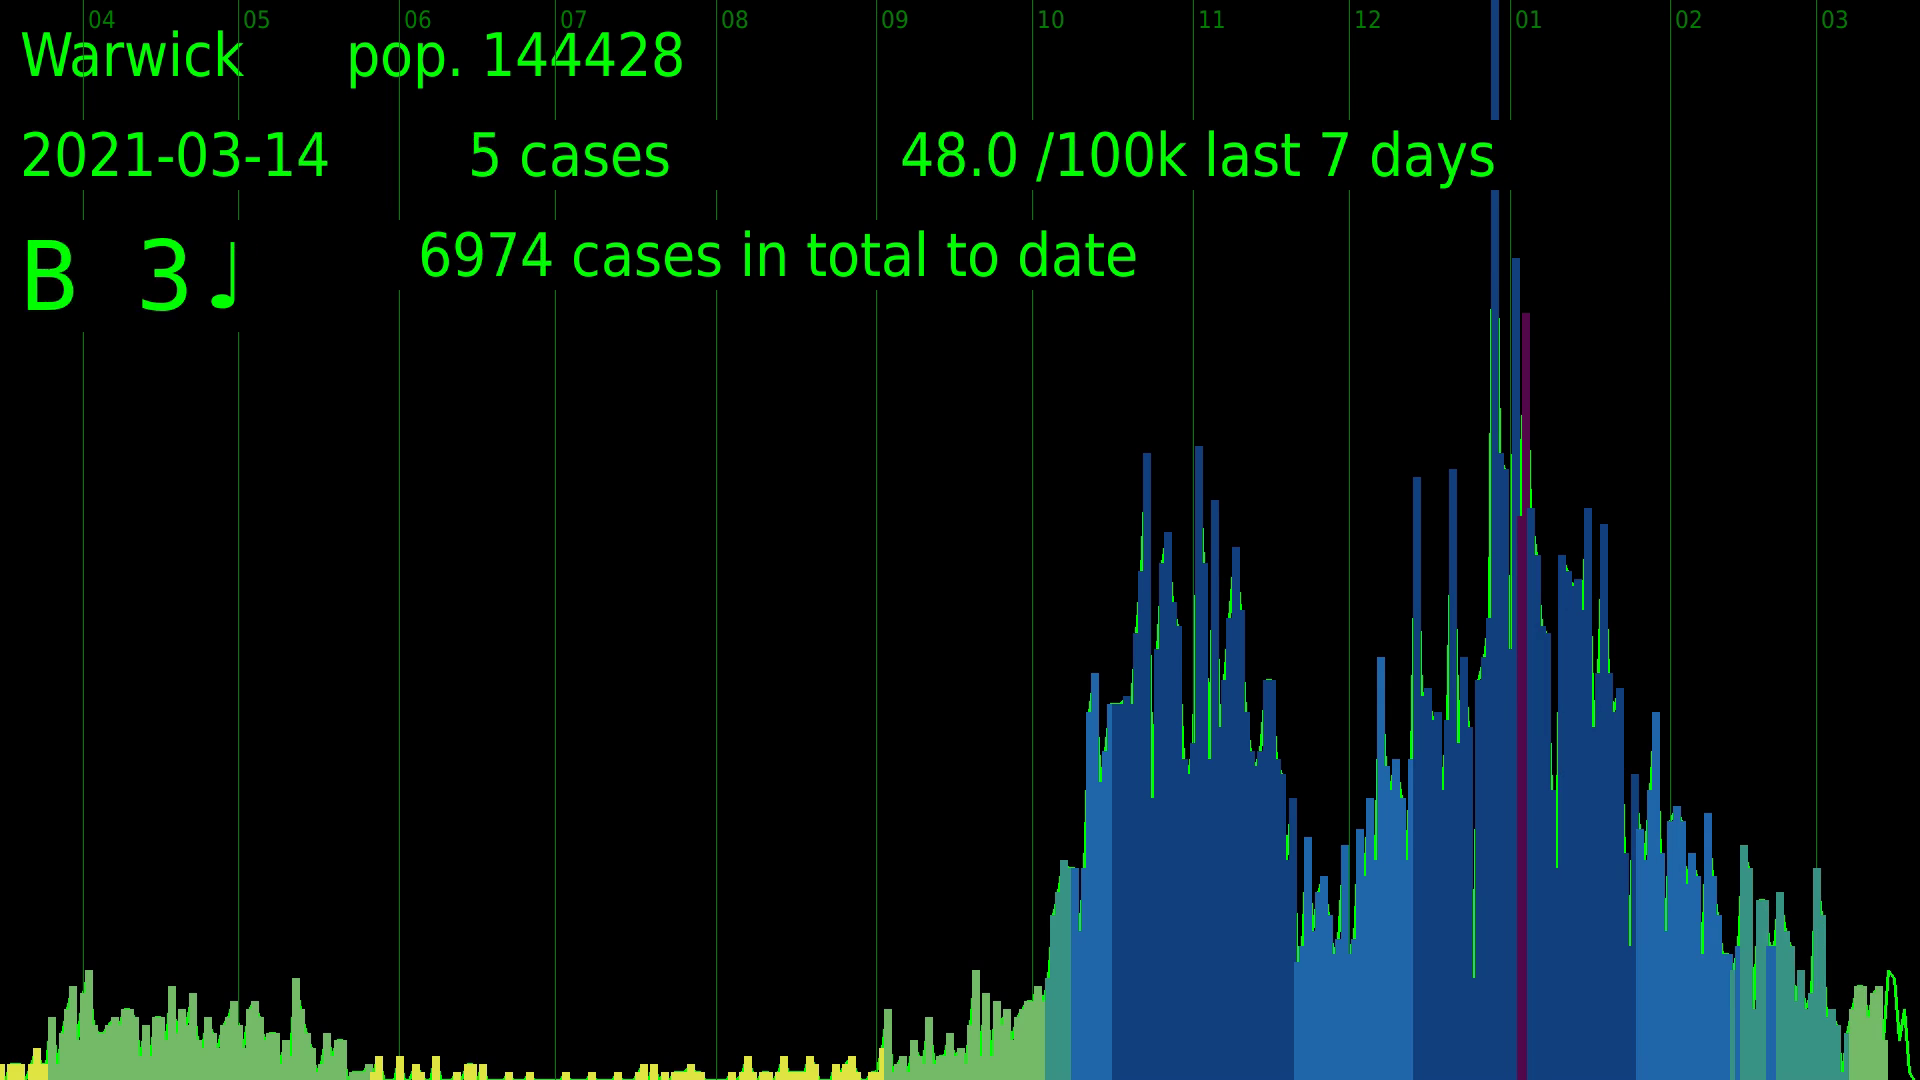 04 05 06 07 08 09 10 11 12 01 02 03
Warwick pop. 144428
2021-03-14 5 cases 48.0 /100k last 7 days
B 3♩ 6974 cases in total to date